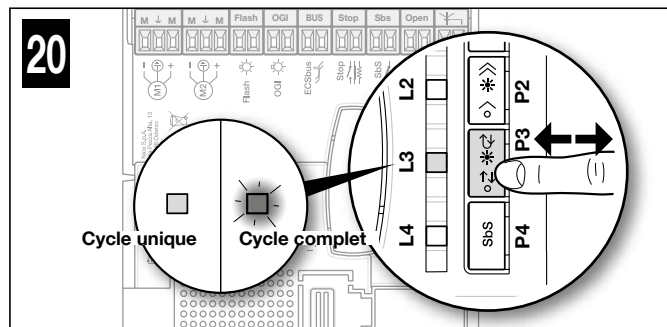 20
M M M M Flash OGI BUS Stop Sbs Open
- + - +
M1 M2 Flash OGI ECSbus Stop SbS
L2 P2
L3 P3
L4 SbS P4
Cycle unique Cycle complet